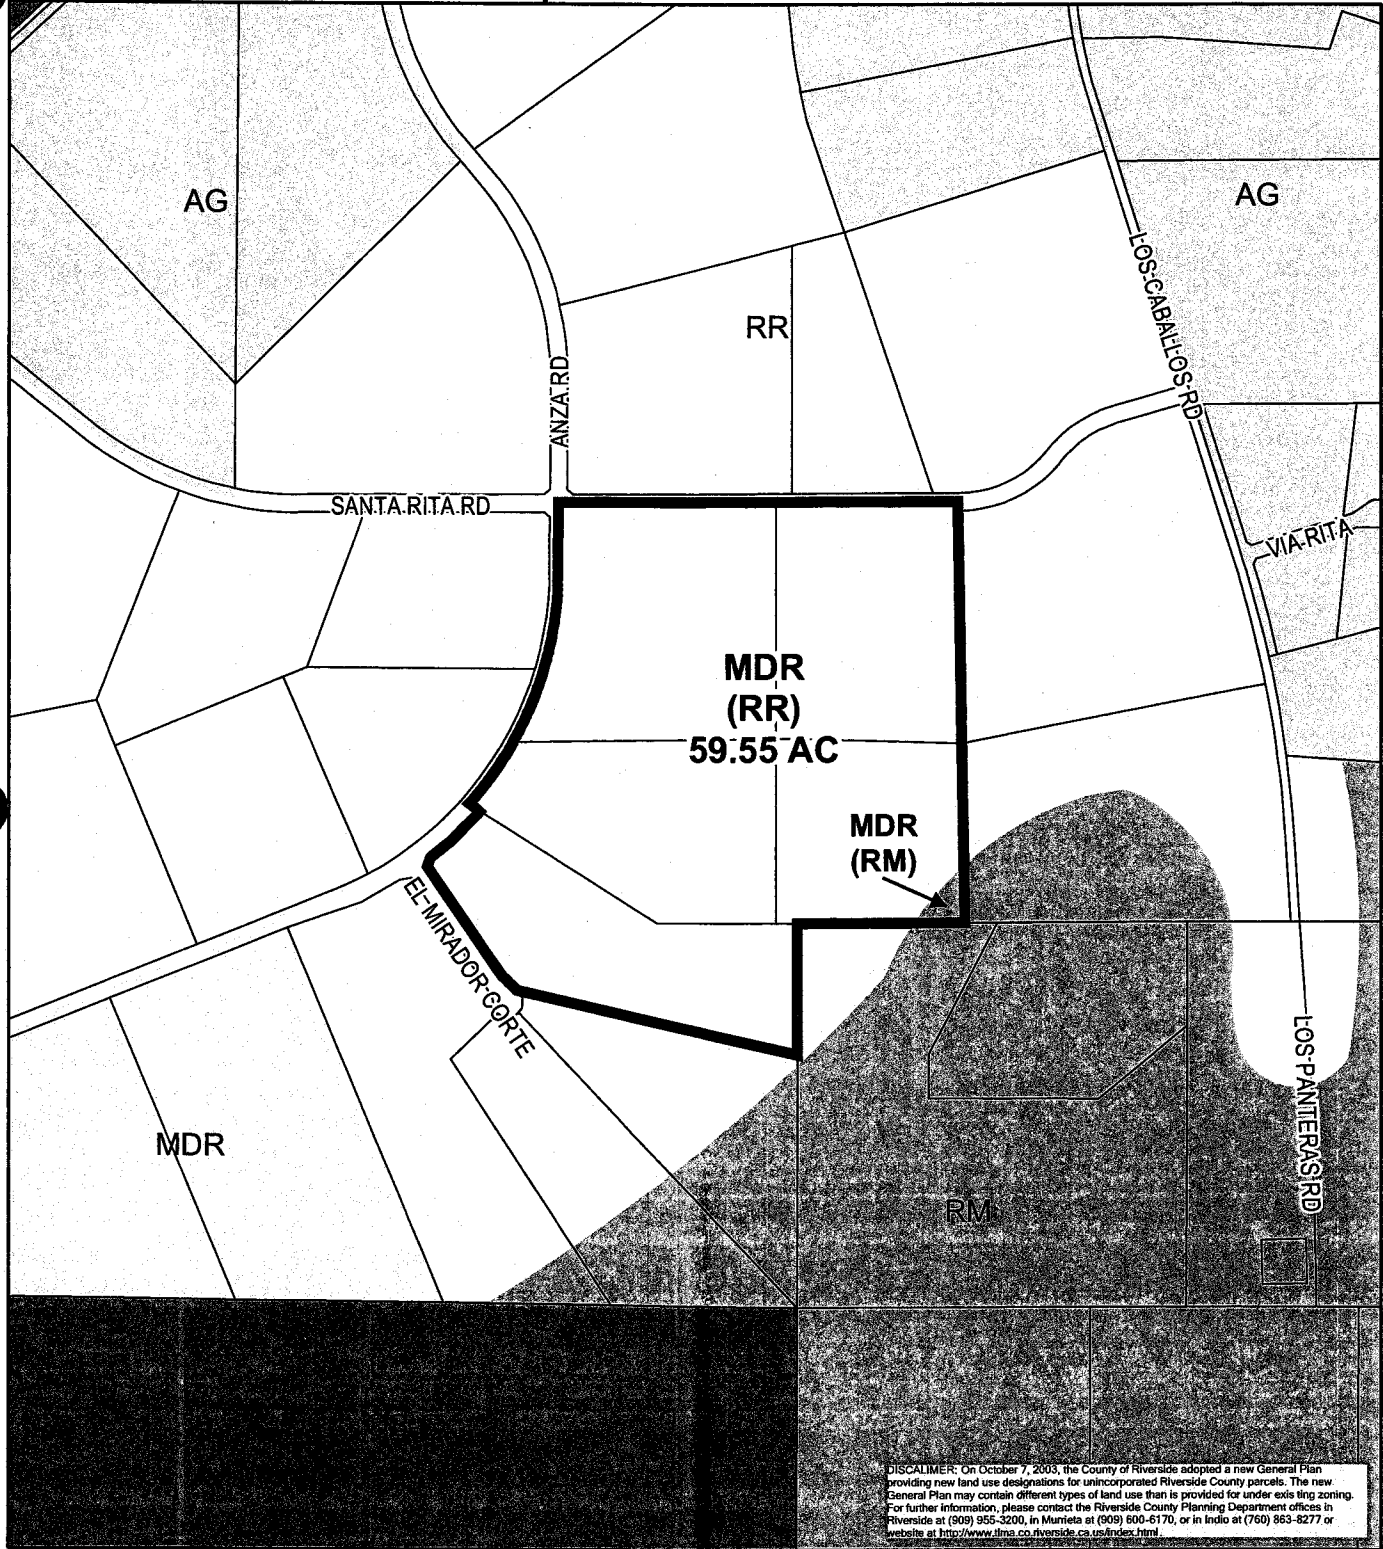 AG
AG
LOS CABALLOS RD
RR
ANZA RD
SANTA RITA RD
VIA RITA
MDR
(RR)
59.55 AC
MDR
(RM)
EL MIRADOR CORTE
LOS PANTERAS RD
MDR
RM
DISCALIMER: On October 7, 2003, the County of Riverside adopted a new General Plan
providing new land use designations for unincorporated Riverside County parcels. The new
General Plan may contain different types of land use than is provided for under existing zoning.
For further information, please contact the Riverside County Planning Department offices in
Riverside at (909) 955-3200, in Murrieta at (909) 600-6170, or in Indio at (760) 863-8277 or
website at http://www.tlma.co.riverside.ca.us/index.html.